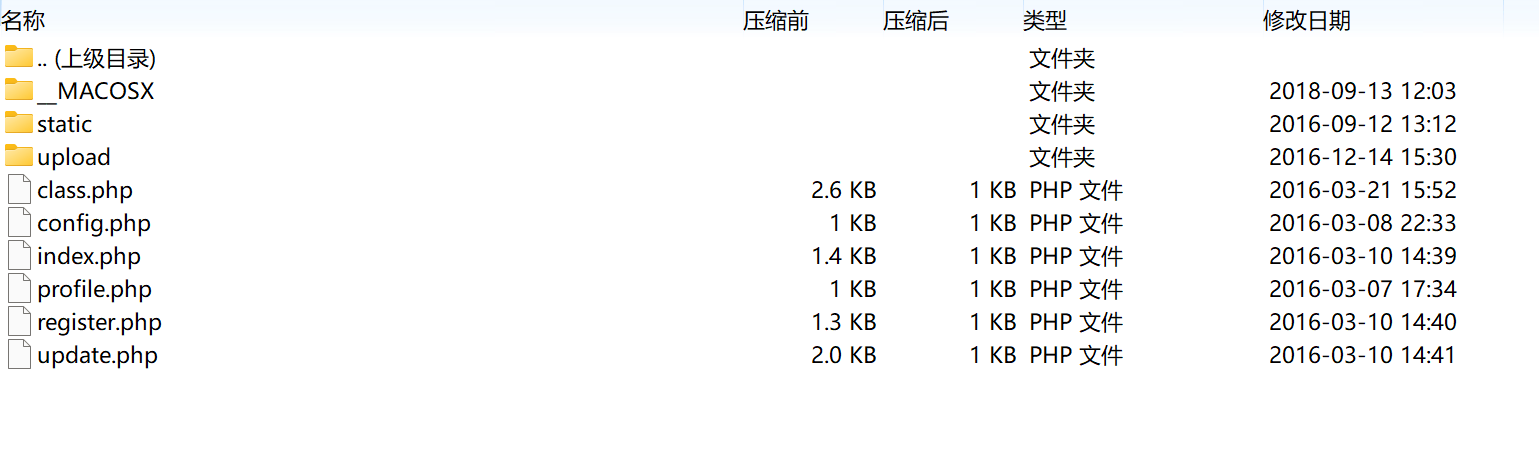 名称 压缩前 压缩后 类型 修改日期
.. (上级目录) 文件夹
__MACOSX 文件夹 2018-09-13 12:03
static 文件夹 2016-09-12 13:12
upload 文件夹 2016-12-14 15:30
class.php 2.6 KB 1 KB PHP 文件 2016-03-21 15:52
config.php 1 KB 1 KB PHP 文件 2016-03-08 22:33
index.php 1.4 KB 1 KB PHP 文件 2016-03-10 14:39
profile.php 1 KB 1 KB PHP 文件 2016-03-07 17:34
register.php 1.3 KB 1 KB PHP 文件 2016-03-10 14:40
update.php 2.0 KB 1 KB PHP 文件 2016-03-10 14:41